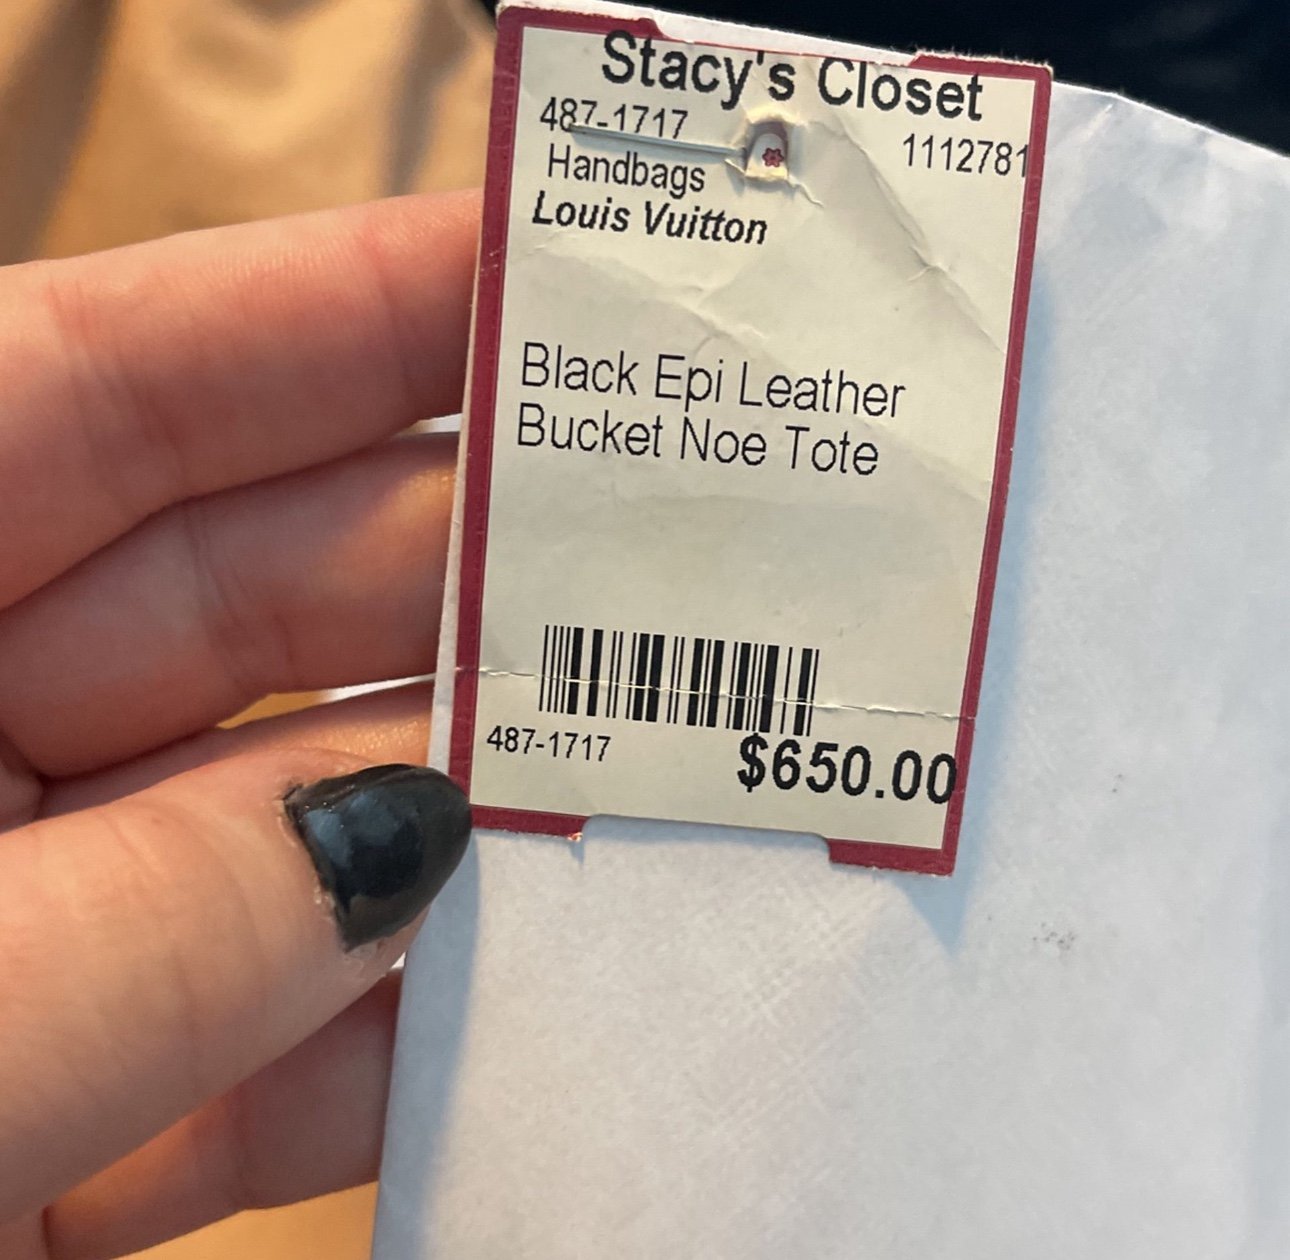 Stacy's Closet
487-1717
1112781
Handbags
Louis Vuitton
Black Epi Leather
Bucket Noe Tote
487-1717
$650.00